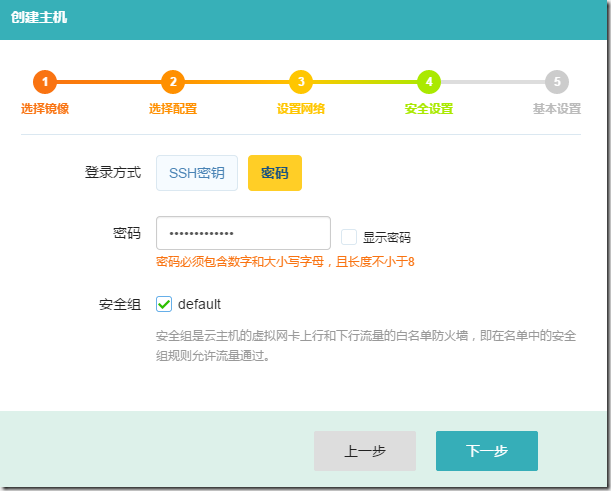 创建主机
1 2 3 4 5
选择镜像 选择配置 设置网络 安全设置 基本设置
登录方式 SSH密钥 密码
密码 ••••••••••••• 显示密码
密码必须包含数字和大小写字母，且长度不小于8
安全组 default
安全组是云主机的虚拟网卡上行和下行流量的白名单防火墙，即在名单中的安全
组规则允许流量通过。
上一步 下一步